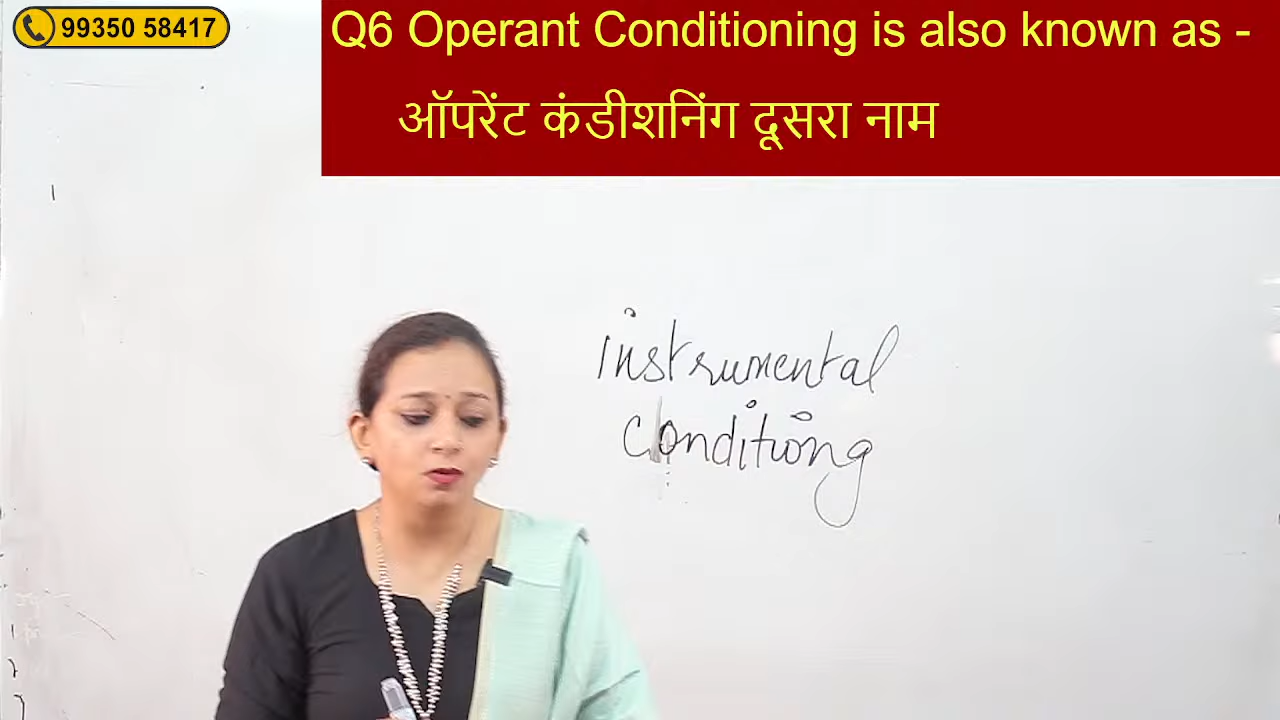 99350 58417
Q6 Operant Conditioning is also known as -
ऑपरेंट कंडीशनिंग दूसरा नाम
instrumental
Conditiong